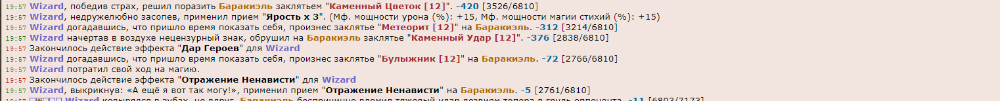 19:57 Wizard, победив страх, решил поразить Баракиэль заклятьем "Каменный Цветок [12]". -420 [3526/6810]
19:57 Wizard, недружелюбно засопев, применил прием "Ярость x 3". (Мф. мощности урона (%): +15, Мф. мощности магии стихий (%): +15)
19:57 Wizard догадавшись, что пришло время показать себя, произнес заклятье "Метеорит [12]" на Баракиэль. -312 [3214/6810]
19:57 Wizard начертав в воздухе нецензурный знак, обрушил на Баракиэль заклятье "Каменный Удар [12]". -376 [2838/6810]
19:57 Закончилось действие эффекта "Дар Героев" для Wizard
19:57 Wizard догадавшись, что пришло время показать себя, произнес заклятье "Булыжник [12]" на Баракиэль. -72 [2766/6810]
19:57 Wizard потратил свой ход на магию.
19:57 Закончилось действие эффекта "Отражение Ненависти" для Wizard
19:57 Wizard, выкрикнув: «А ещё я вот так могу!», применил прием "Отражение Ненависти" на Баракиэль. -5 [2761/6810]
19:57 Wizard ковырялся в зубах, но вдруг, Баракиэль беспричинно вломил тяжелый удар лезвием топора в грудь оппонента. -11 [6803/7173]